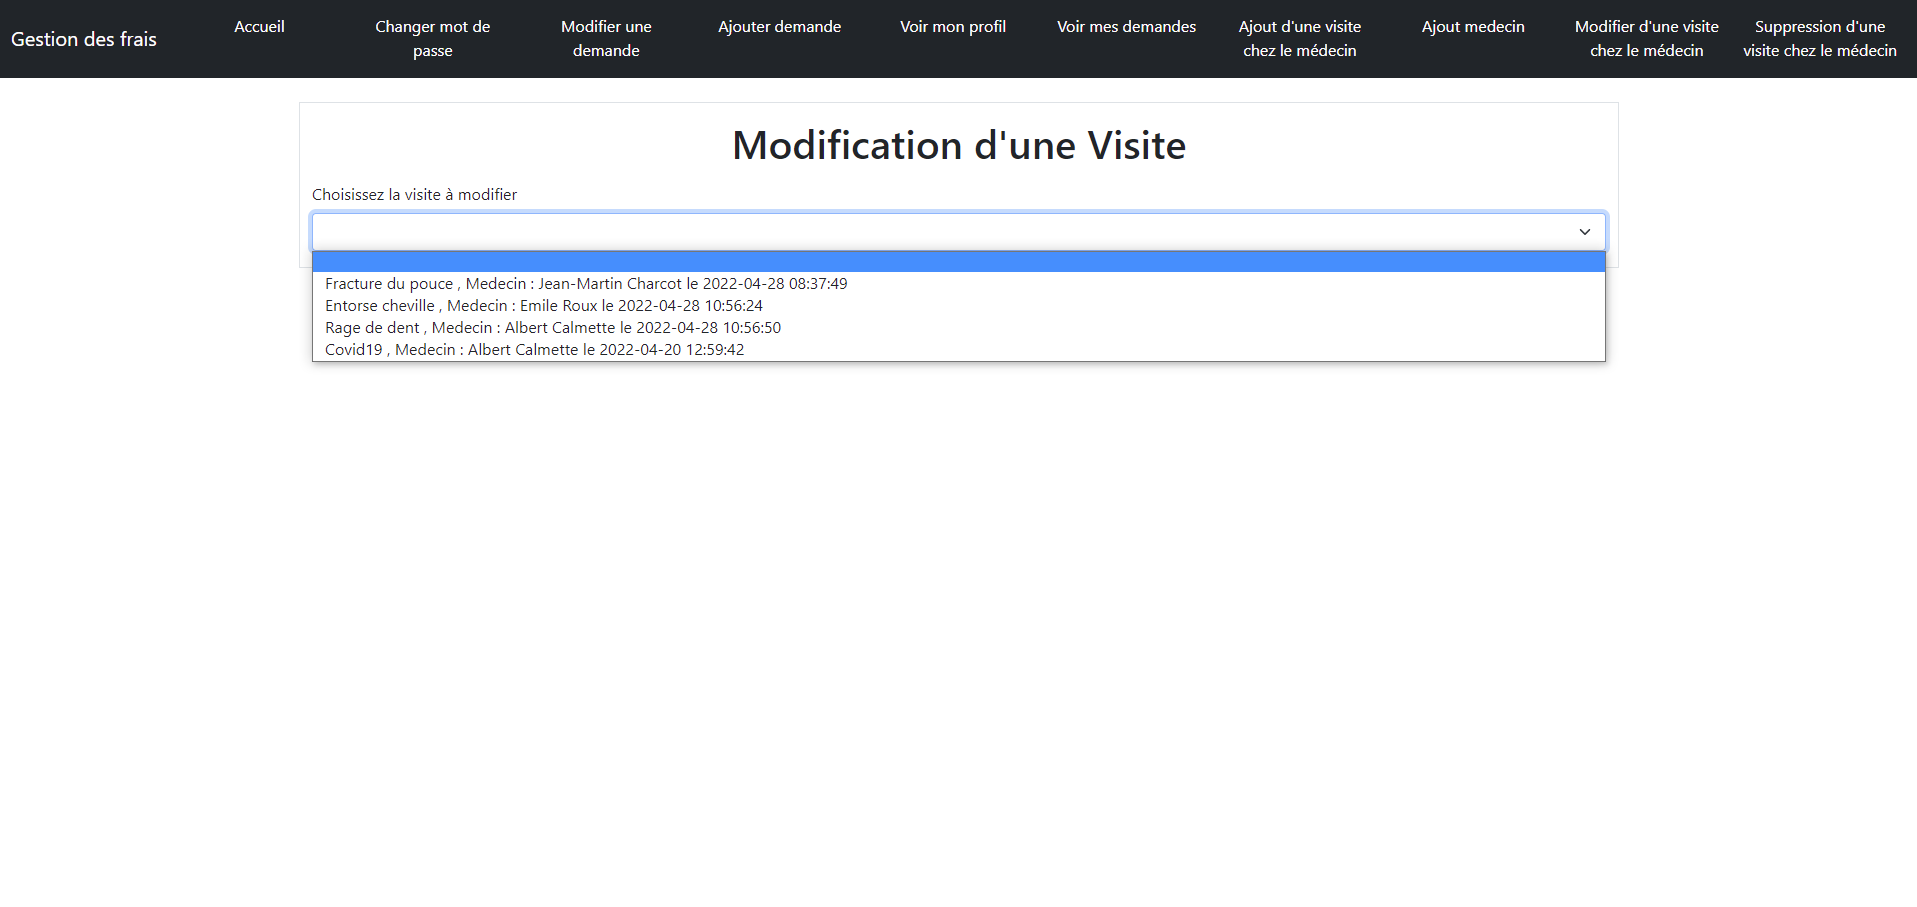 Gestion des frais
Accueil
Changer mot de
passe
Modifier une
demande
Ajouter demande
Voir mon profil
Voir mes demandes
Ajout d'une visite
chez le médecin
Ajout medecin
Modifier d'une visite
chez le médecin
Suppression d'une
visite chez le médecin
Modification d'une Visite
Choisissez la visite à modifier
Fracture du pouce , Medecin : Jean-Martin Charcot le 2022-04-28 08:37:49
Entorse cheville , Medecin : Emile Roux le 2022-04-28 10:56:24
Rage de dent , Medecin : Albert Calmette le 2022-04-28 10:56:50
Covid19 , Medecin : Albert Calmette le 2022-04-20 12:59:42